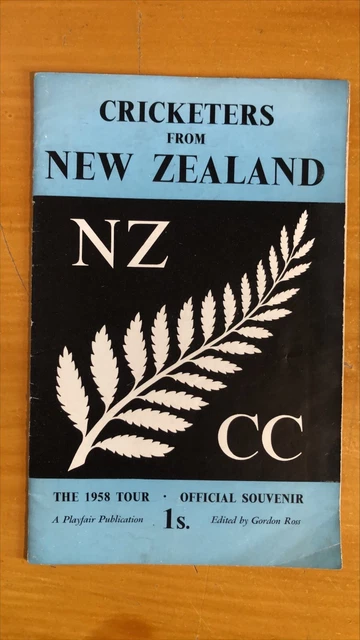 CRICKETERS
FROM
NEW ZEALAND
NZ
CC
THE 1958 TOUR · OFFICIAL SOUVENIR
A Playfair Publication 1s. Edited by Gordon Ross